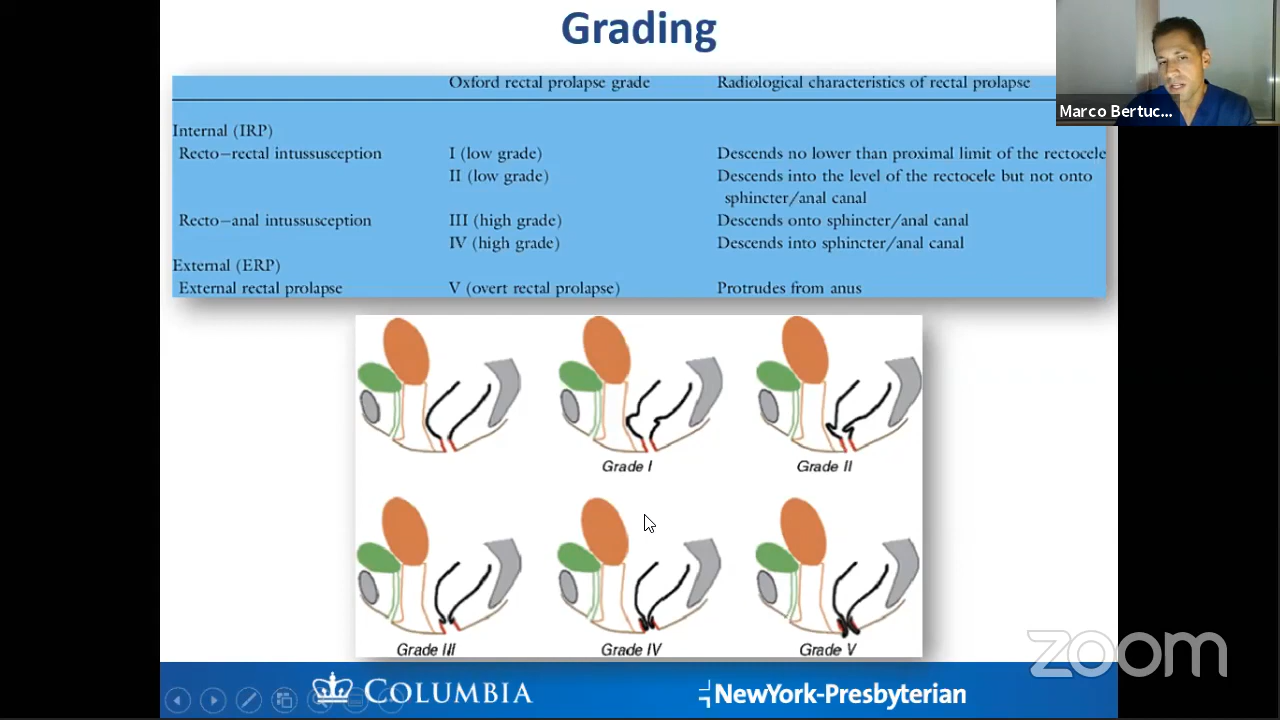 Grading
Oxford rectal prolapse grade Radiological characteristics of rectal prolapse
Internal (IRP)
Recto–rectal intussusception I (low grade) Descends no lower than proximal limit of the rectocele
II (low grade) Descends into the level of the rectocele but not onto
sphincter/anal canal
Recto–anal intussusception III (high grade) Descends onto sphincter/anal canal
IV (high grade) Descends into sphincter/anal canal
External (ERP)
External rectal prolapse V (overt rectal prolapse) Protrudes from anus
Marco Bertuc...
Grade I Grade II
Grade III Grade IV Grade V
zoom
COLUMBIA NewYork-Presbyterian